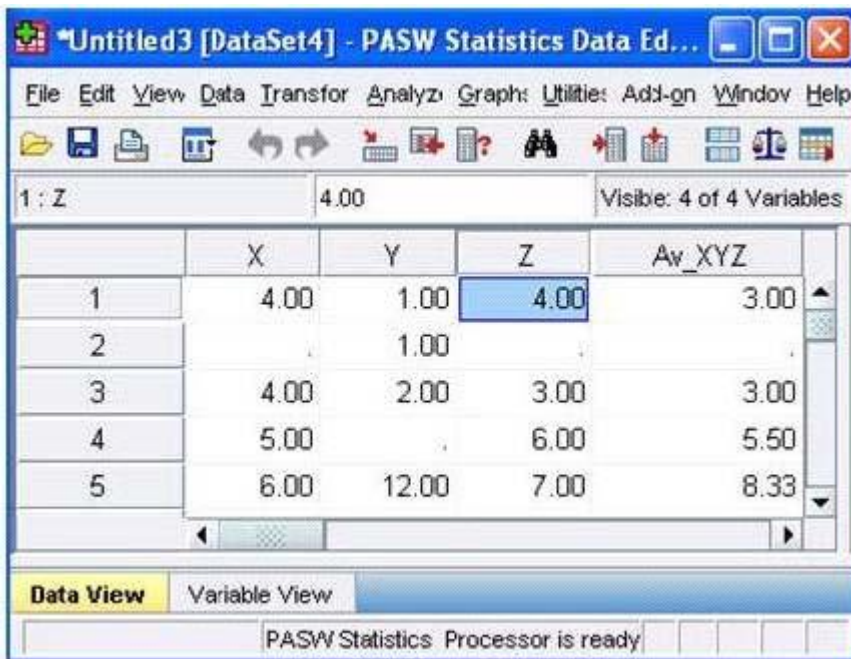 *Untitled3 [DataSet4] - PASW Statistics Data Ed...
File Edit View Data Transfor Analyz Graph Utilities Add-on Window Help
1 : Z 4.00 Visible: 4 of 4 Variables
X Y Z Av_XYZ
1 4.00 1.00 4.00 3.00
2 . 1.00 . .
3 4.00 2.00 3.00 3.00
4 5.00 . 6.00 5.50
5 6.00 12.00 7.00 8.33
Data View Variable View
PASW Statistics Processor is ready